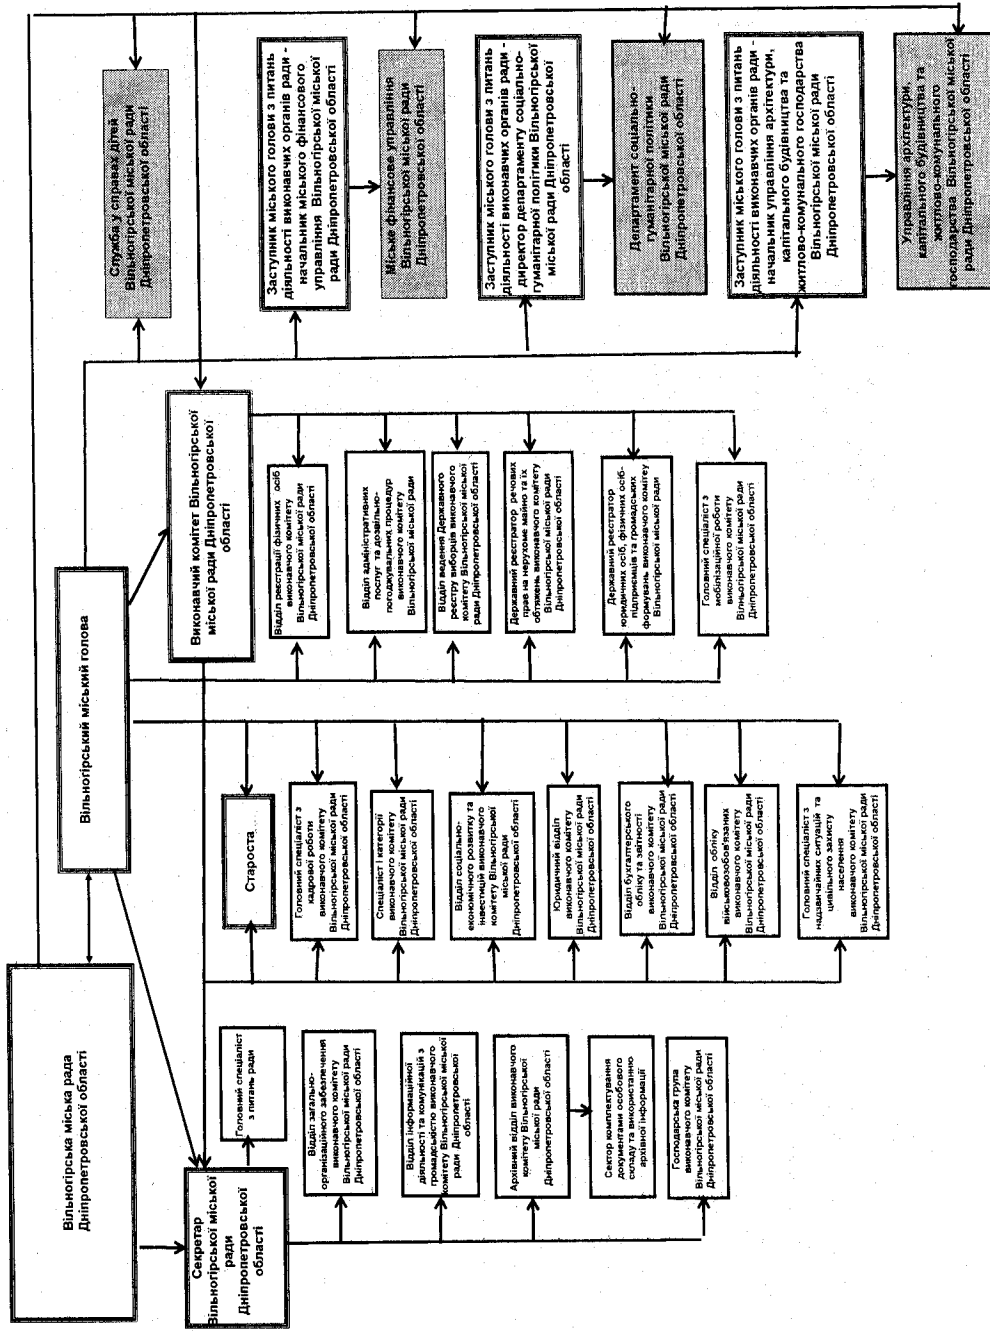 Вільногірська міська рада
Дніпропетровської області
Вільногірський міський голова
Секретар
Вільногірської міської
ради
Дніпропетровської
області
Виконавчий комітет Вільногірської
міської ради Дніпропетровської
області
Головний спеціаліст
з питань ради
Відділ загально-
організаційного забезпечення
виконавчого комітету
Вільногірської міської ради
Дніпропетровської області
Відділ інформаційної
діяльності та комунікацій з
громадськістю виконавчого
комітету Вільногірської міської
ради Дніпропетровської
області
Архівний відділ виконавчого
комітету Вільногірської
міської ради
Дніпропетровської області
Сектор комплектування
документами особового
складу та використанню
архівної інформації
Господарська група
виконавчого комітету
Вільногірської міської ради
Дніпропетровської області
Староста
Головний спеціаліст з
кадрової роботи
виконавчого комітету
Вільногірської міської ради
Дніпропетровської області
Спеціаліст І категорії
виконавчого комітету
Вільногірської міської ради
Дніпропетровської області
Відділ соціально-
економічного розвитку та
інвестицій виконавчого
комітету Вільногірської
міської ради
Дніпропетровської області
Юридичний відділ
виконавчого комітету
Вільногірської міської ради
Дніпропетровської області
Відділ бухгалтерського
обліку та звітності
виконавчого комітету
Вільногірської міської ради
Дніпропетровської області
Відділ обліку
військовозобов'язаних
виконавчого комітету
Вільногірської міської ради
Дніпропетровської області
Головний спеціаліст з
надзвичайних ситуацій та
цивільного захисту
населення
виконавчого комітету
Вільногірської міської ради
Дніпропетровської області
Відділ реєстрації фізичних осіб
виконавчого комітету
Вільногірської міської ради
Дніпропетровської області
Відділ адміністративних
послуг та дозвільно-
погоджувальних процедур
виконавчого комітету
Вільногірської міської ради
Відділ ведення Державного
реєстру виборців виконавчого
комітету Вільногірської міської
ради Дніпропетровської області
Державний реєстратор речових
прав на нерухоме майно та їх
обтяжень виконавчого комітету
Вільногірської міської ради
Дніпропетровської області
Державний реєстратор
юридичних осіб, фізичних осіб-
підприємців та громадських
формувань виконавчого комітету
Вільногірської міської ради
Головний спеціаліст з
мобілізаційної роботи
виконавчого комітету
Вільногірської міської ради
Дніпропетровської області
Служба у справах дітей
Вільногірської міської ради
Дніпропетровської області
Заступник міського голови з питань
діяльності виконавчих органів ради -
начальник міського фінансового
управління Вільногірської міської
ради Дніпропетровської області
Міське фінансове управління
Вільногірської міської ради
Дніпропетровської області
Заступник міського голови з питань
діяльності виконавчих органів ради-
директор департаменту соціально-
гуманітарної політики Вільногірської
міської ради Дніпропетровської
області
Департамент соціально-
гуманітарної політики
Вільногірської міської ради
Дніпропетровської області
Заступник міського голови з питань
діяльності виконавчих органів ради -
начальник управління архітектури,
капітального будівництва та
житлово-комунального господарства
Вільногірської міської ради
Дніпропетровської області
Управління архітектури,
капітального будівництва та
житлово-комунального
господарства Вільногірської міської
ради Дніпропетровської області